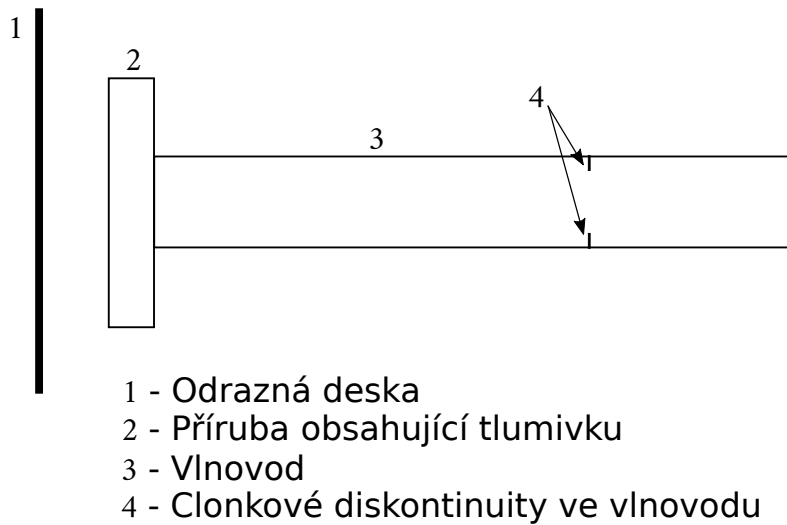 1
2
3
4
1 - Odrazná deska
2 - Příruba obsahující tlumivku
3 - Vlnovod
4 - Clonkové diskontinuity ve vlnovodu